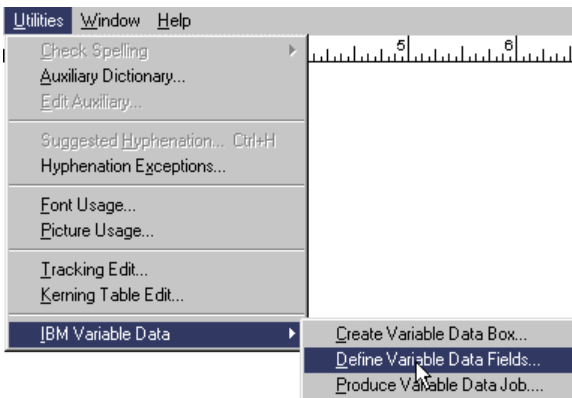 Utilities Window Help
5 6
Check Spelling
Auxiliary Dictionary...
Edit Auxiliary...
Suggested Hyphenation... Ctrl+H
Hyphenation Exceptions...
Font Usage...
Picture Usage...
Tracking Edit...
Kerning Table Edit...
IBM Variable Data
Create Variable Data Box...
Define Variable Data Fields...
Produce Variable Data Job....